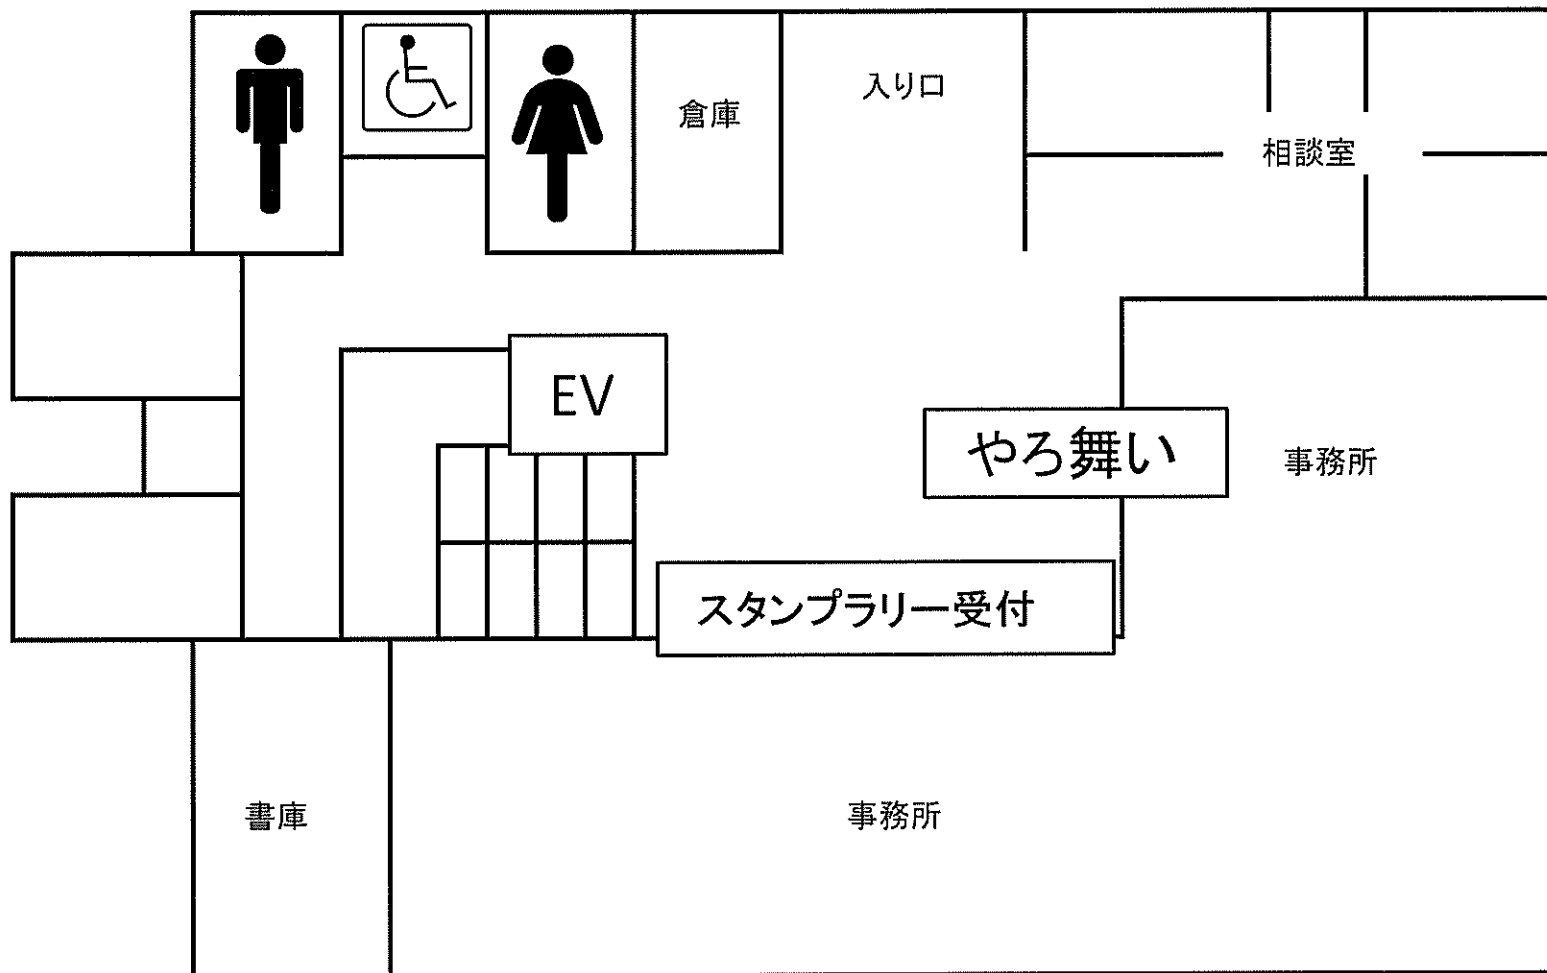 入り口
倉庫
相談室
EV
やろ舞い
事務所
スタンプラリー受付
書庫
事務所